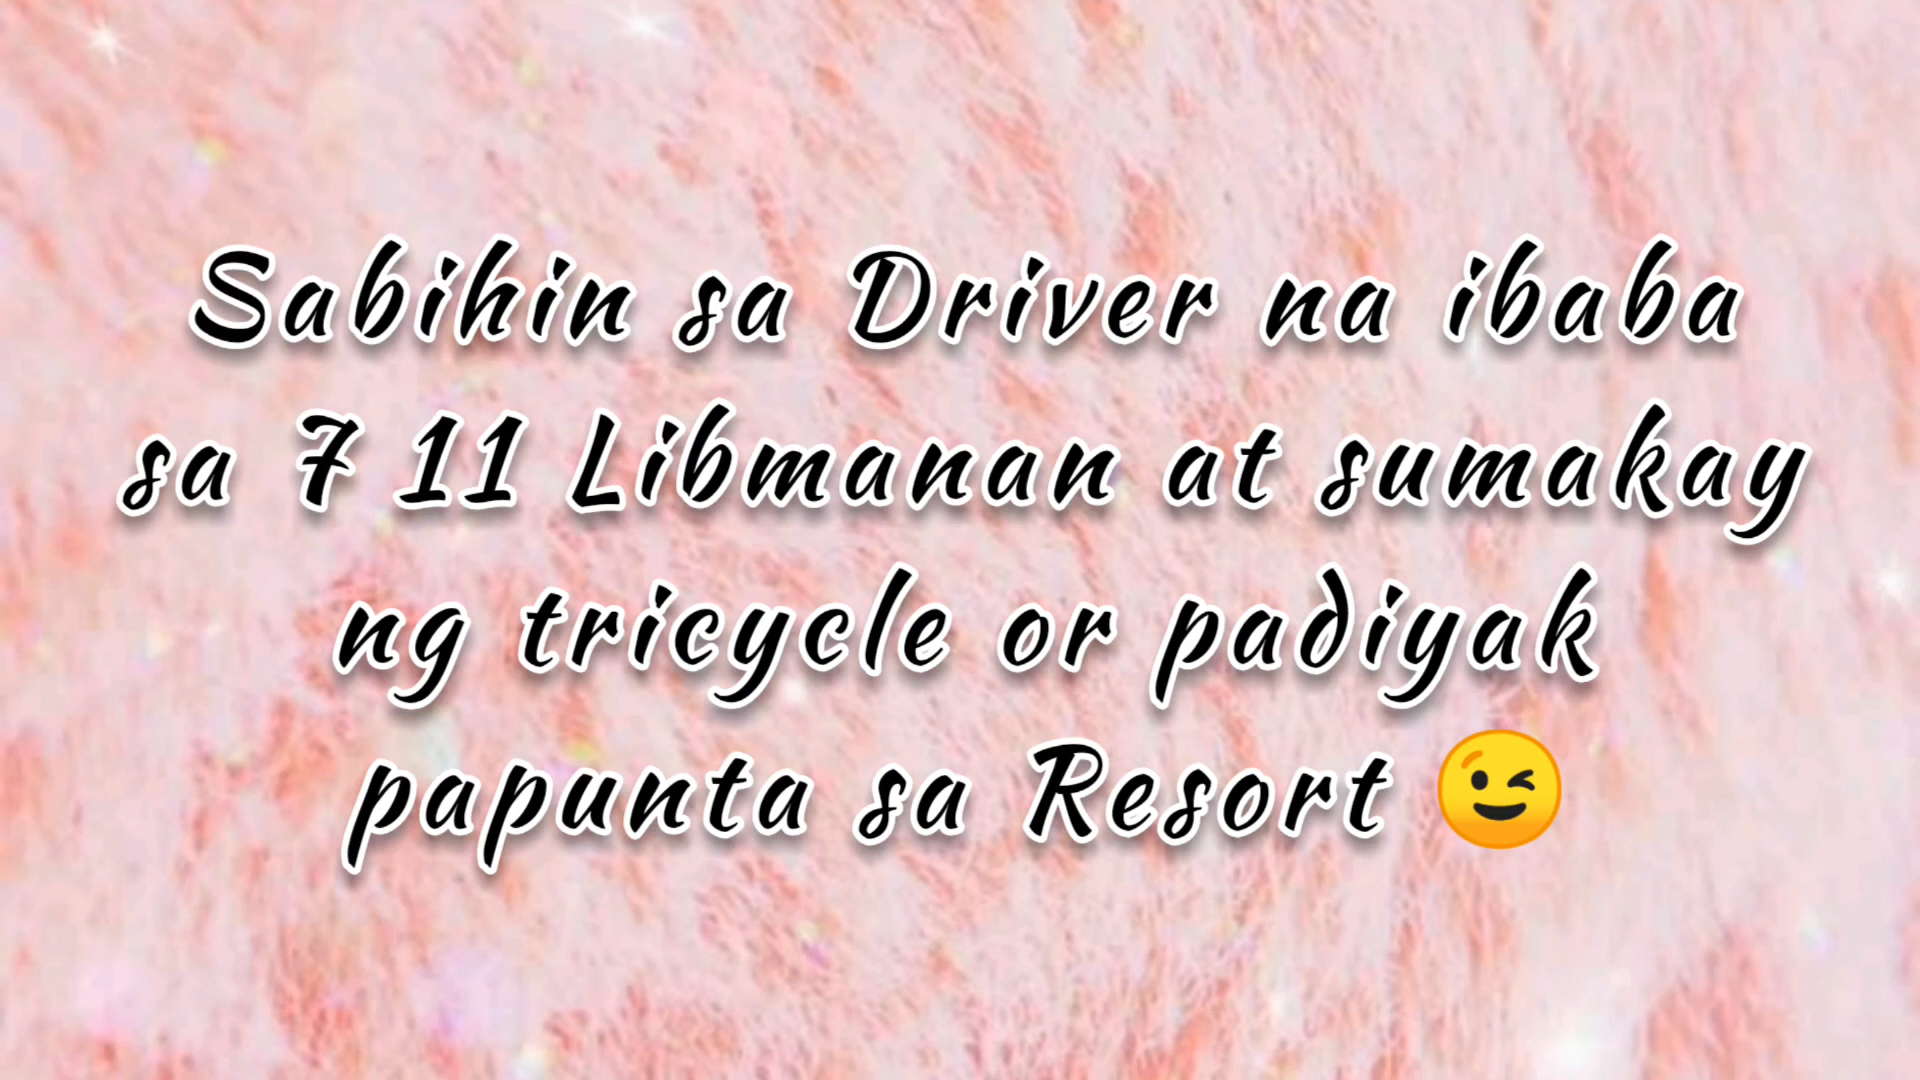 Sabihin sa Driver na ibaba
sa 7 11 Libmanan at sumakay
ng tricycle or padiyak
papunta sa Resort 😉